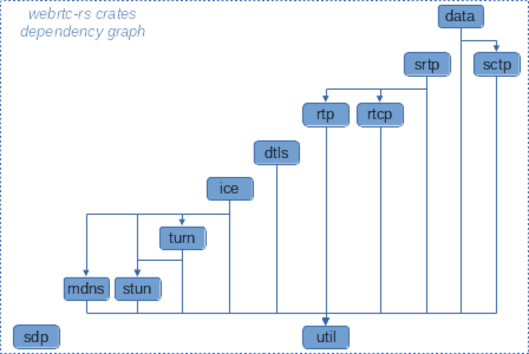 webrtc-rs crates
dependency graph
data
srtp
sctp
rtp
rtcp
dtls
ice
turn
mdns
stun
sdp
util